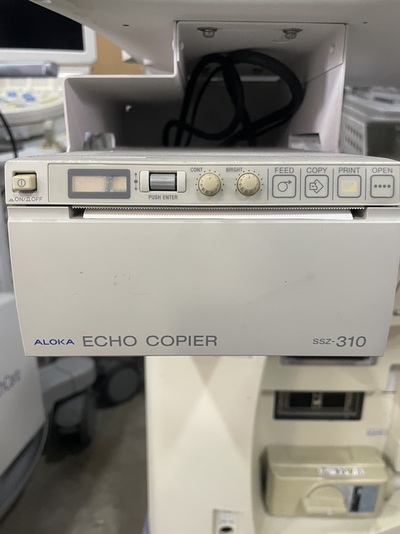 FEED COPY PRINT OPEN
CONT. BRIGHT.
ON/OFF
PUSH ENTER
ALOKA ECHO COPIER SSZ-310